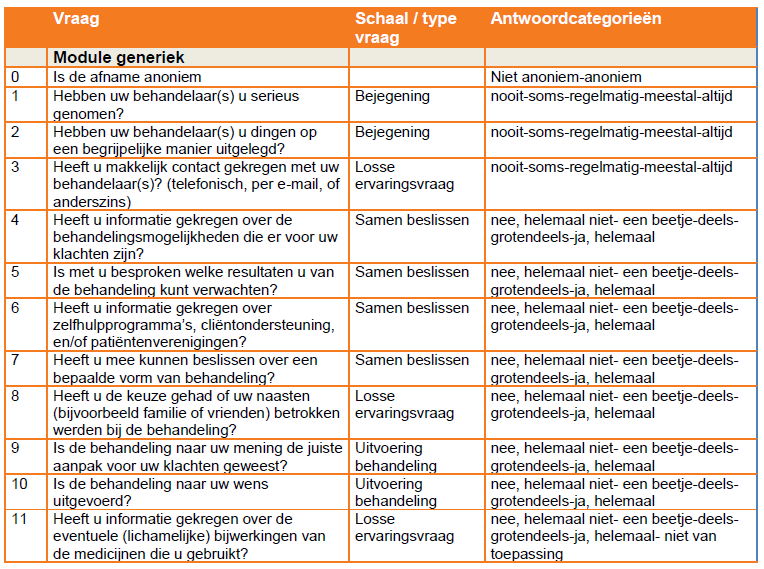 Vraag Schaal / type vraag Antwoordcategorieën
Module generiek
0 Is de afname anoniem Niet anoniem-anoniem
1 Hebben uw behandelaar(s) u serieus Bejegening nooit-soms-regelmatig-meestal-altijd
genomen?
2 Hebben uw behandelaar(s) u dingen op Bejegening nooit-soms-regelmatig-meestal-altijd
een begrijpelijke manier uitgelegd?
3 Heeft u makkelijk contact gekregen met uw Losse nooit-soms-regelmatig-meestal-altijd
behandelaar(s)? (telefonisch, per e-mail, of ervaringsvraag
anderszins)
4 Heeft u informatie gekregen over de Samen beslissen nee, helemaal niet- een beetje-deels-
behandelingsmogelijkheden die er voor uw grotendeels-ja, helemaal
klachten zijn?
5 Is met u besproken welke resultaten u van Samen beslissen nee, helemaal niet- een beetje-deels-
de behandeling kunt verwachten? grotendeels-ja, helemaal
6 Heeft u informatie gekregen over Samen beslissen nee, helemaal niet- een beetje-deels-
zelfhulpprogramma's, cliëntondersteuning, grotendeels-ja, helemaal
en/of patiëntenverenigingen?
7 Heeft u mee kunnen beslissen over een Samen beslissen nee, helemaal niet- een beetje-deels-
bepaalde vorm van behandeling? grotendeels-ja, helemaal
8 Heeft u de keuze gehad of uw naasten Losse nee, helemaal niet- een beetje-deels-
(bijvoorbeeld familie of vrienden) betrokken ervaringsvraag grotendeels-ja, helemaal
werden bij de behandeling?
9 Is de behandeling naar uw mening de juiste Uitvoering nee, helemaal niet- een beetje-deels-
aanpak voor uw klachten geweest? behandeling grotendeels-ja, helemaal
10 Is de behandeling naar uw wens Uitvoering nee, helemaal niet- een beetje-deels-
uitgevoerd? behandeling grotendeels-ja, helemaal
11 Heeft u informatie gekregen over de Losse nee, helemaal niet- een beetje-deels-
eventuele (lichamelijke) bijwerkingen van ervaringsvraag grotendeels-ja, helemaal- niet van
de medicijnen die u gebruikt? toepassing